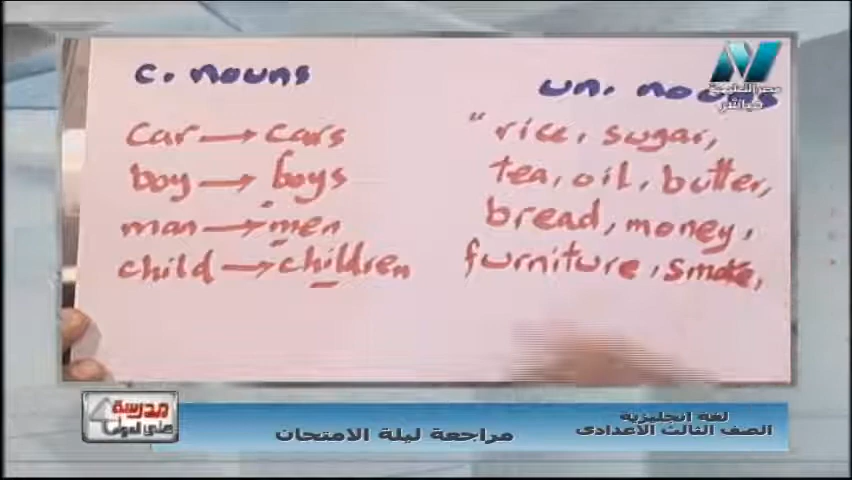 c. nouns
car → cars
boy → boys
man → men
child → children
un. nouns
" rice, sugar,
tea, oil, butter,
bread, money,
furniture, smoke,
مدرسة
على الهواء
لغة انجليزية
الصف الثالث الاعدادى
مراجعة ليلة الامتحان